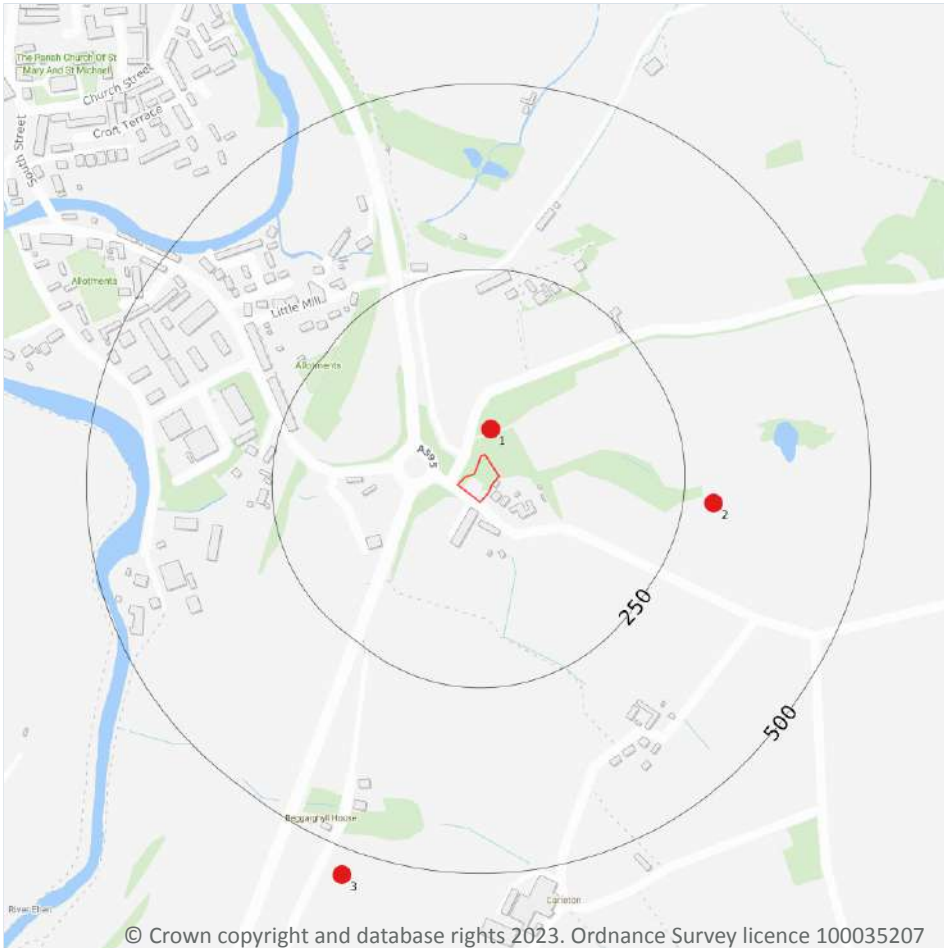 The Parish Church Of St
Mary And St Michael
Church Street
Croft Terrace
South Street
Allotments
Little Mill
Allotments
A595
1
2
250
500
Beggarghyll House
3
River Ehen
Carleton
© Crown copyright and database rights 2023. Ordnance Survey licence 100035207